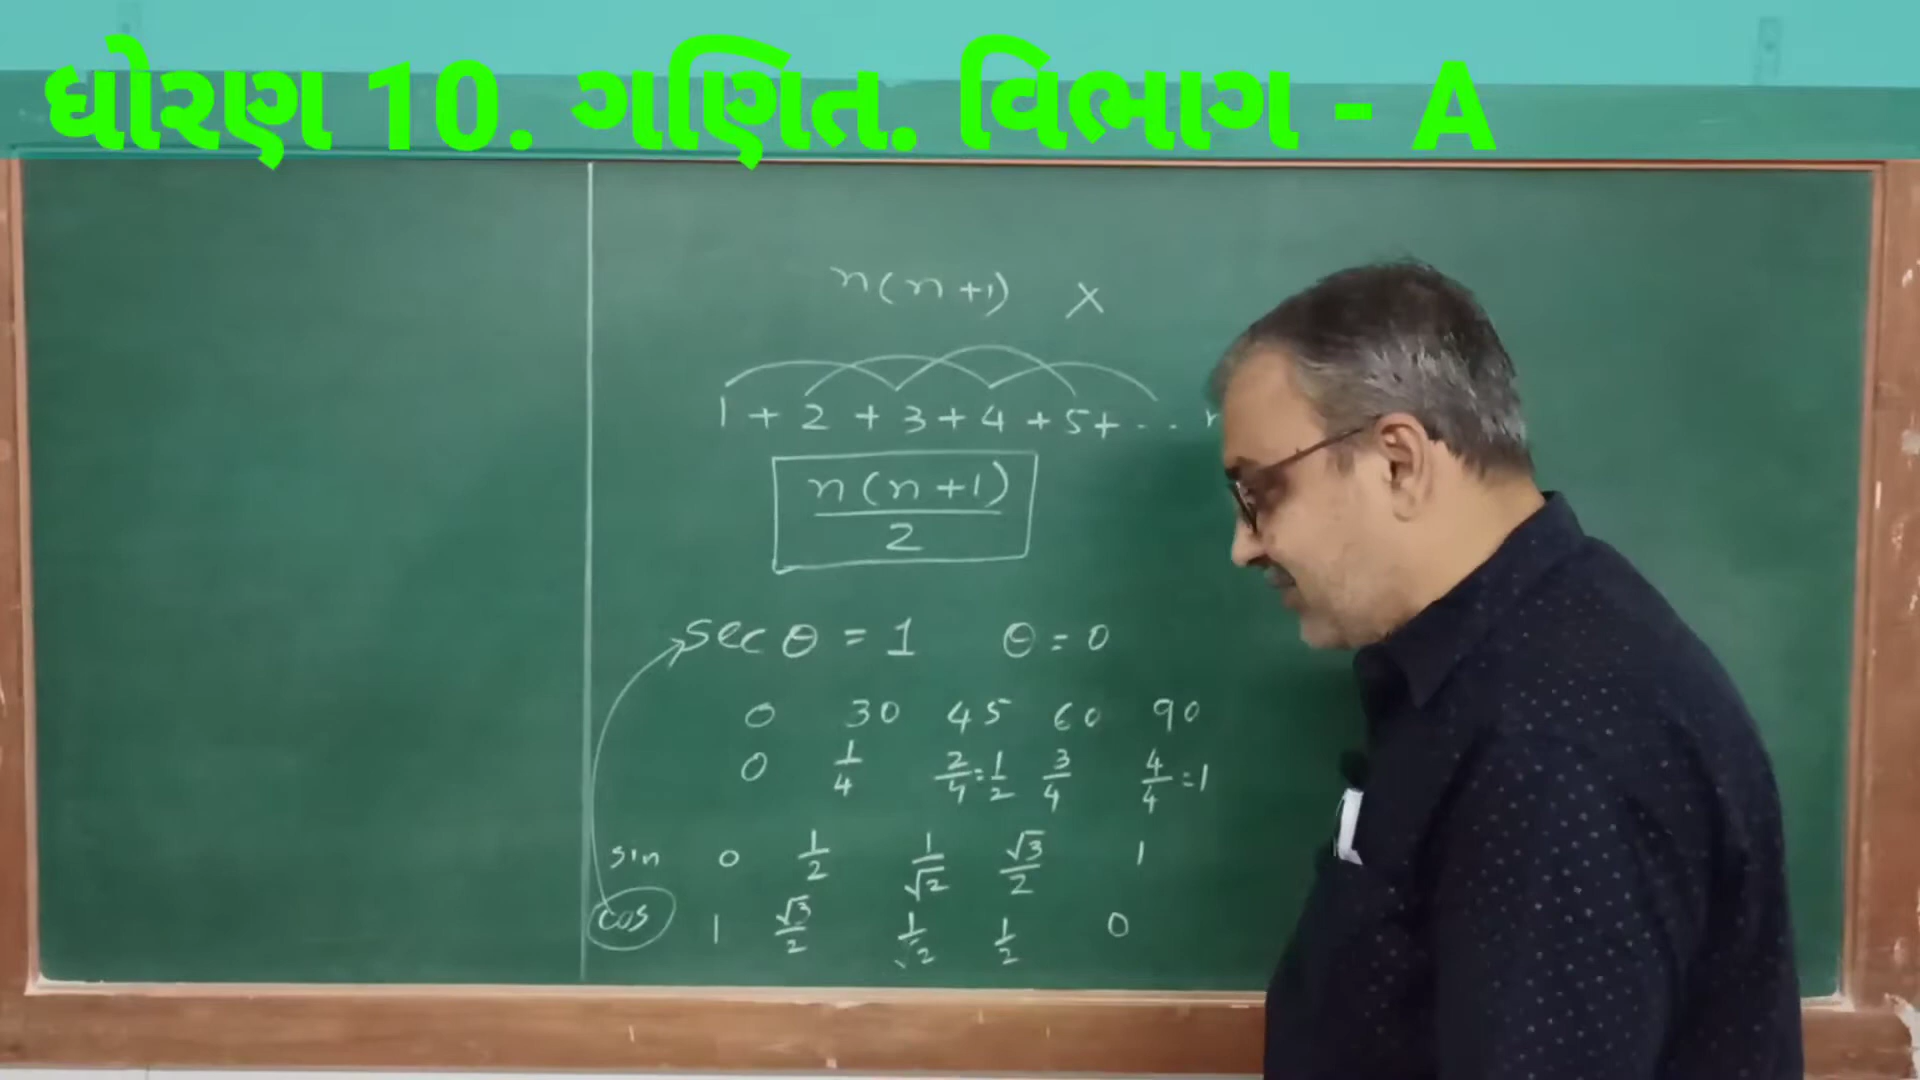 ધોરણ 10. ગણિત. વિભાગ - A
n(n+1) X
1 + 2 + 3 + 4 + 5 + . . .
n(n+1)/2
sec θ = 1 θ = 0
0 30 45 60 90
0 1/4 2/4=1/2 3/4 4/4=1
sin 0 1/2 1/√2 √3/2 1
cos 1 √3/2 1/√2 1/2 0